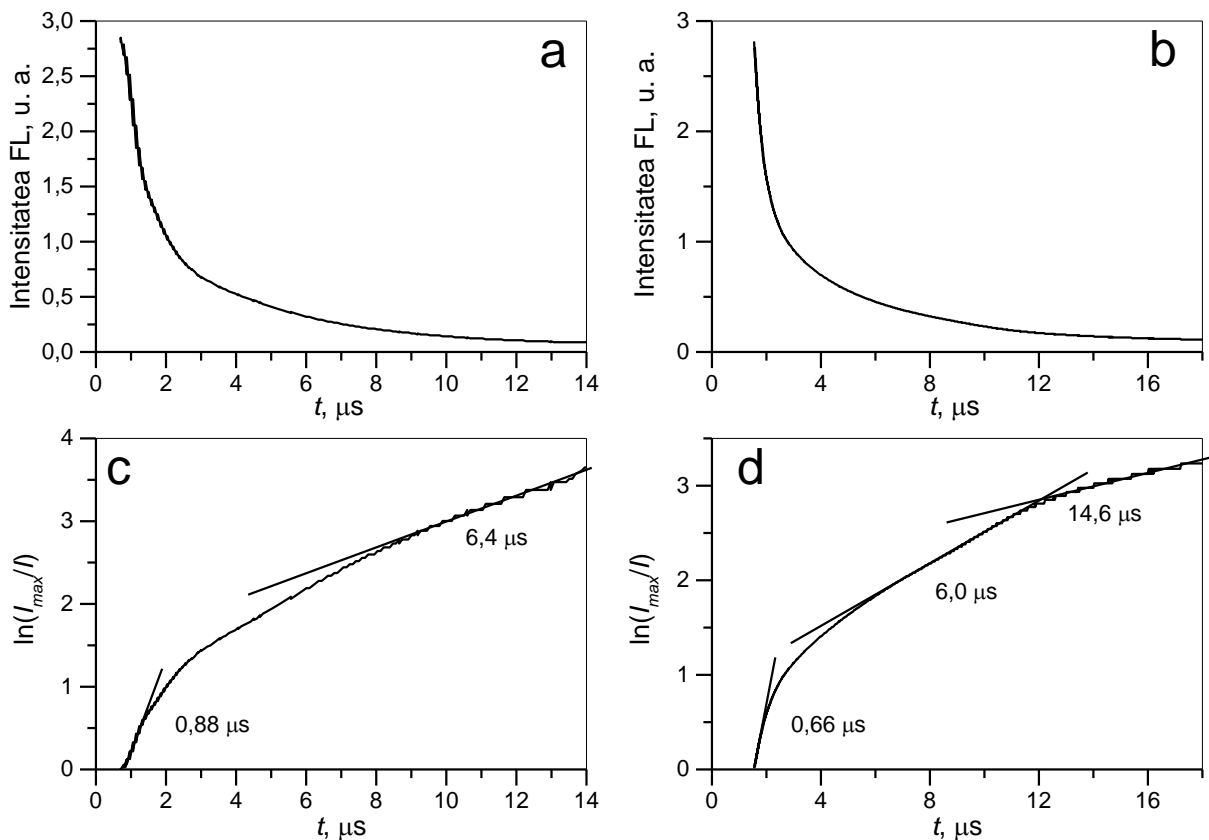 a
Intensitatea FL, u. a.
3,0
2,5
2,0
1,5
1,0
0,5
0,0
0 2 4 6 8 10 12 14
t, μs
b
Intensitatea FL, u. a.
3
2
1
0
0 4 8 12 16
t, μs
c
ln(Imax/I)
4
3
2
1
0
6,4 μs
0,88 μs
0 2 4 6 8 10 12 14
t, μs
d
ln(Imax/I)
3
2
1
0
14,6 μs
6,0 μs
0,66 μs
0 4 8 12 16
t, μs